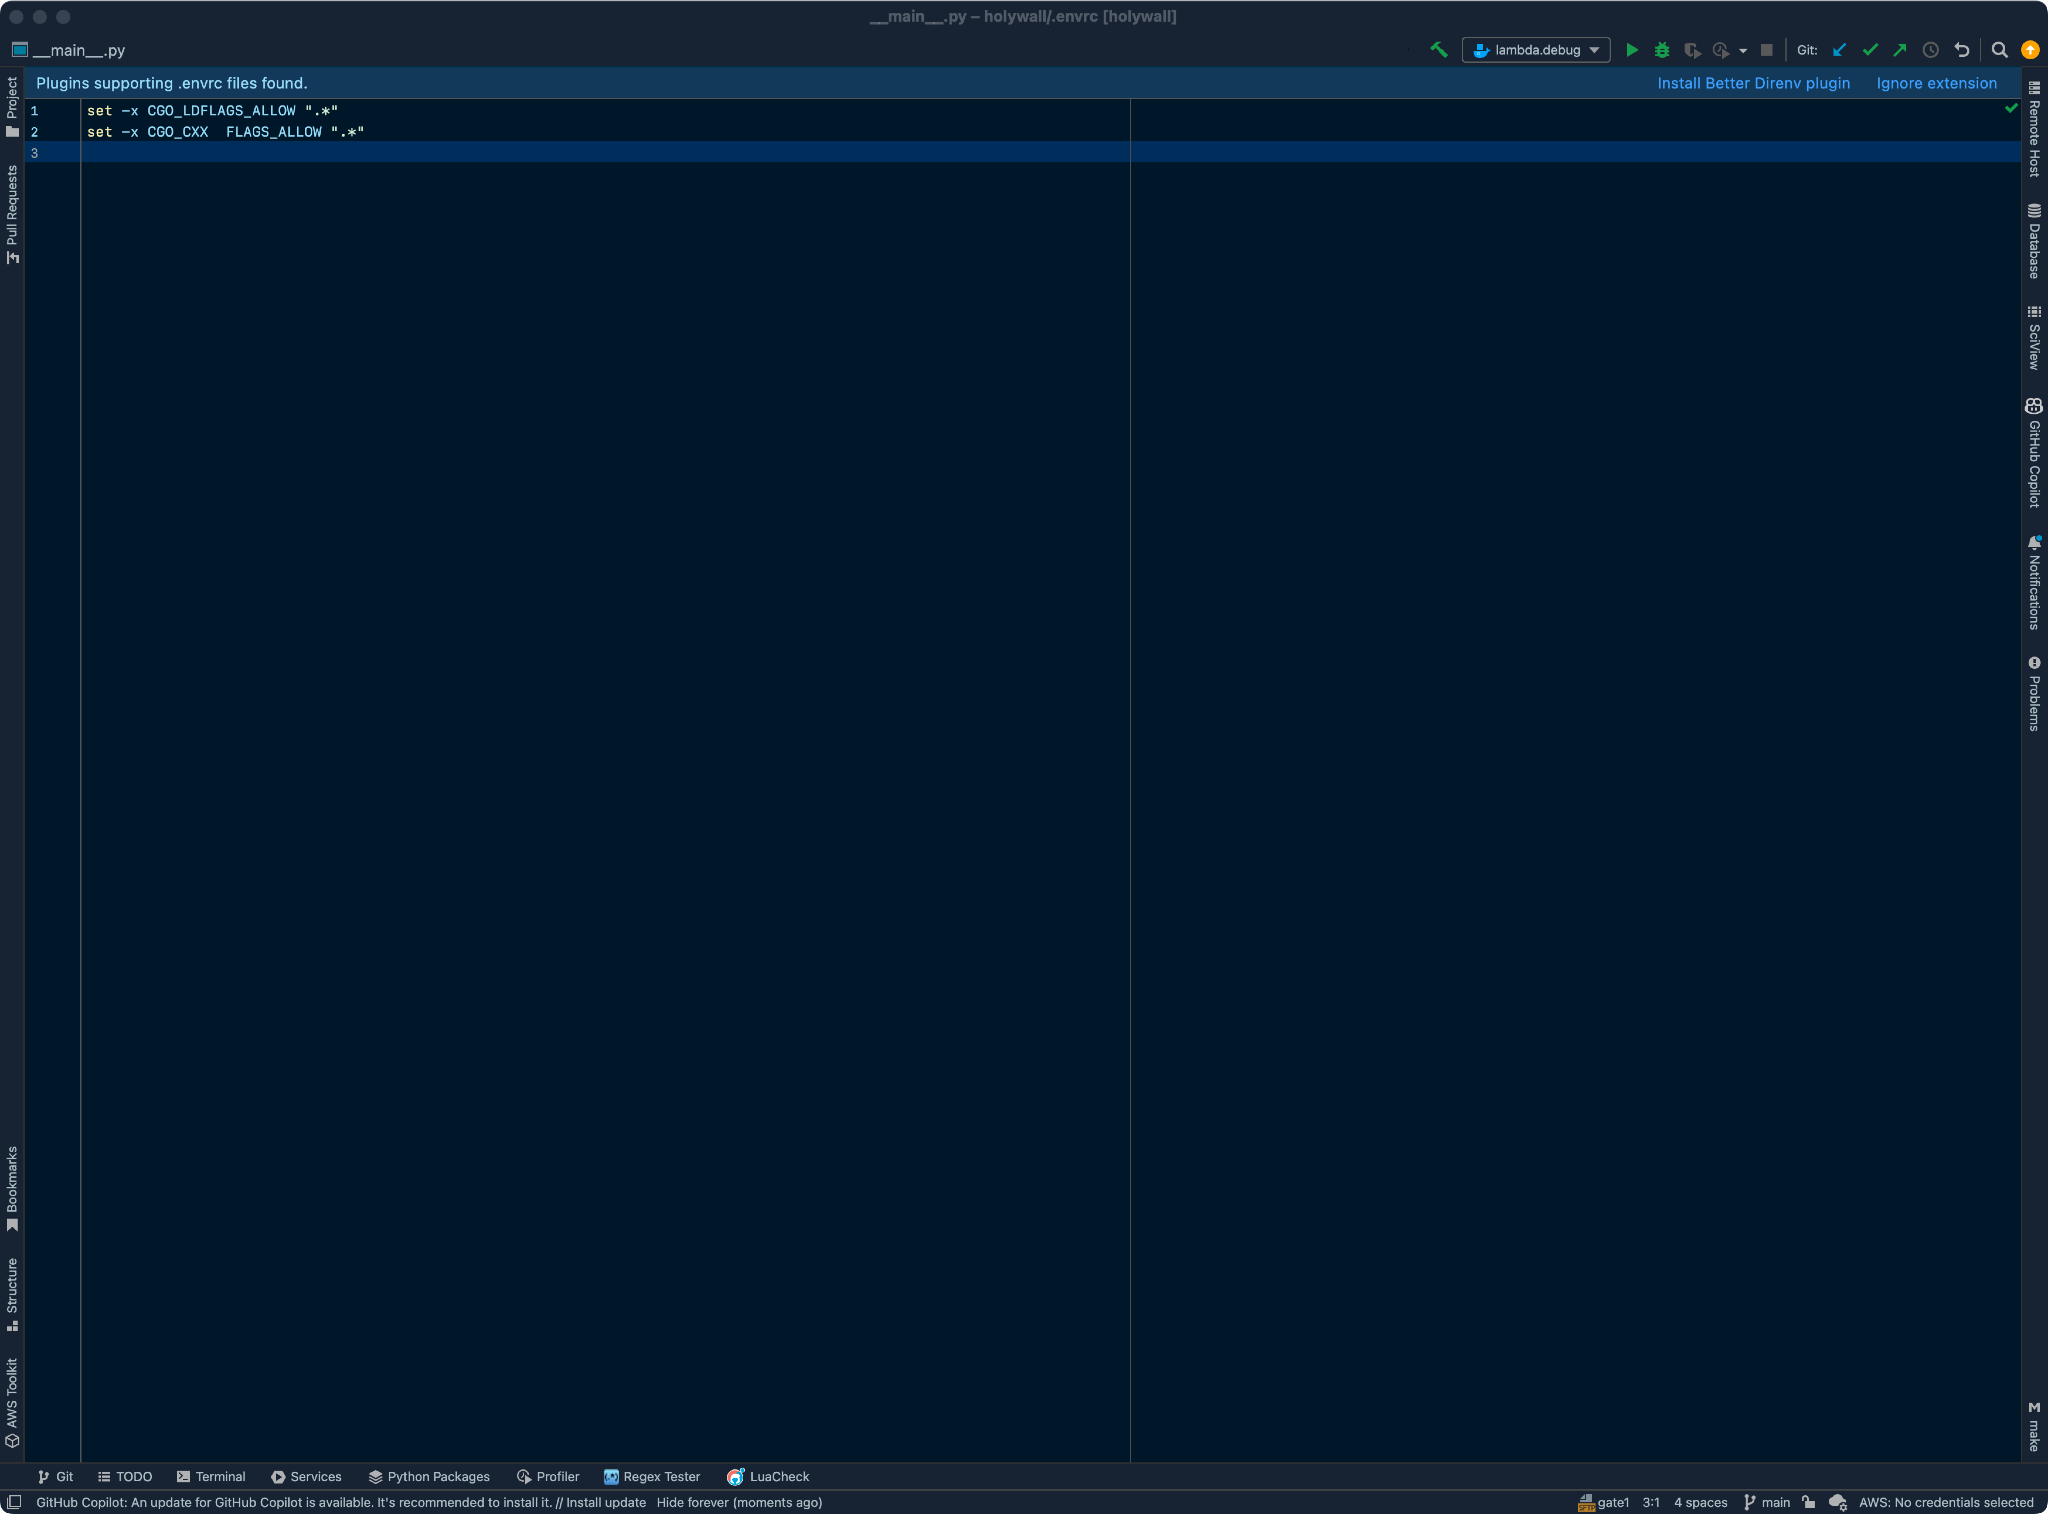 __main__.py – holywall/.envrc [holywall]
__main__.py
lambda.debug
Git:
Plugins supporting .envrc files found.
Install Better Direnv plugin
Ignore extension
1 set -x CGO_LDFLAGS_ALLOW ".*"
2 set -x CGO_CXX  FLAGS_ALLOW ".*"
3
Project
Pull Requests
Bookmarks
Structure
AWS Toolkit
Remote Host
Database
SciView
GitHub Copilot
Notifications
Problems
M make
Git
TODO
Terminal
Services
Python Packages
Profiler
Regex Tester
LuaCheck
GitHub Copilot: An update for GitHub Copilot is available. It's recommended to install it. // Install update  Hide forever (moments ago)
SFTP gate1
3:1
4 spaces
main
AWS: No credentials selected